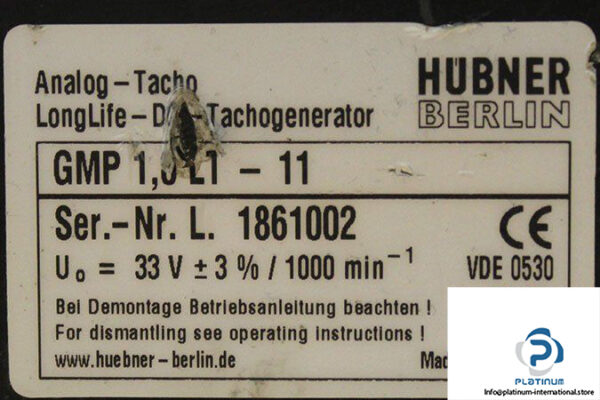 Analog-Tacho
LongLife- -Tachogenerator
HÜBNER
BERLIN
GMP LT - 11
Ser.-Nr. L. 1861002
U₀ = 33 V ± 3 % / 1000 min⁻¹
CE
VDE 0530
Bei Demontage Betriebsanleitung beachten !
For dismantling see operating instructions !
www.huebner-berlin.de
PLATINUM
Info@platinum-international.store